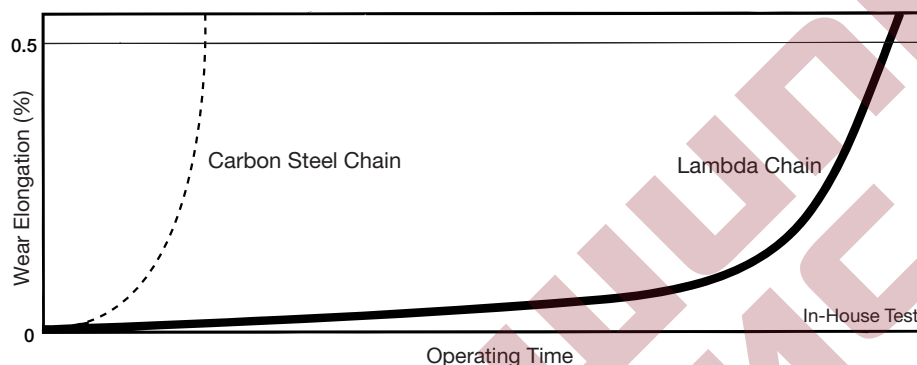 0.5
Wear Elongation (%)
Carbon Steel Chain
Lambda Chain
0
In-House Test
Operating Time